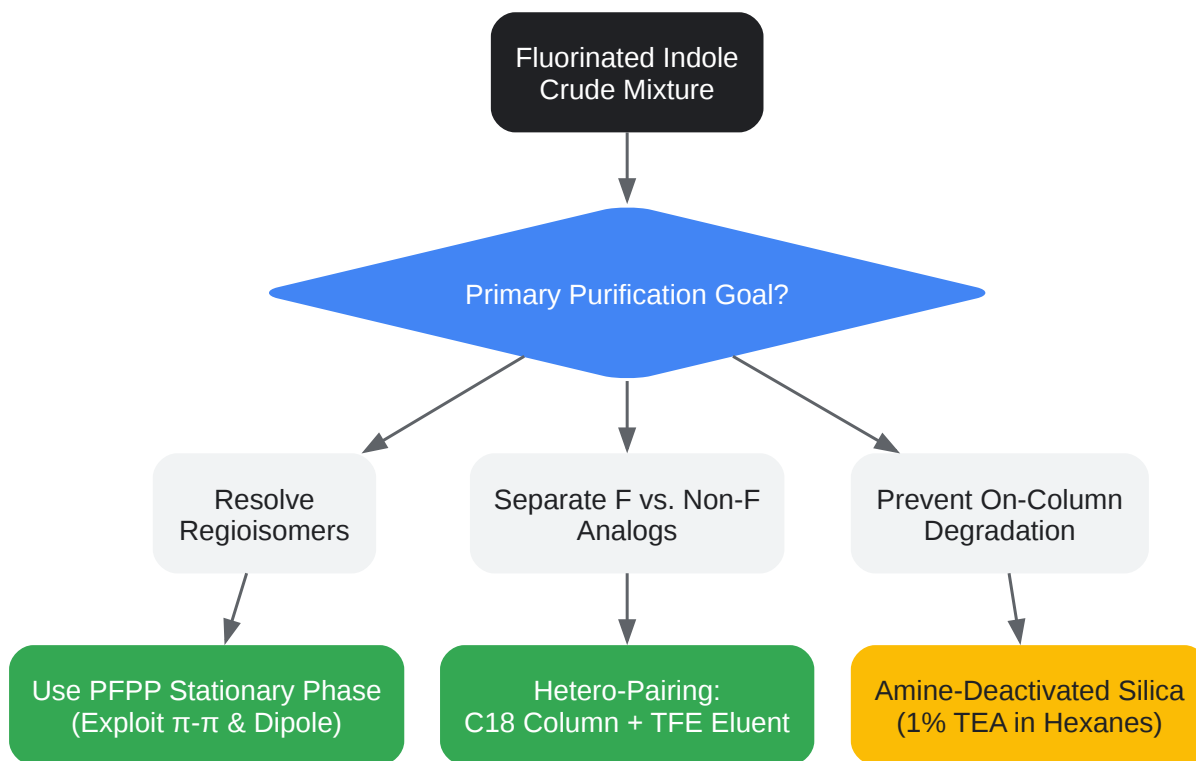 Fluorinated Indole
Crude Mixture
Primary Purification Goal?
Resolve
Regioisomers
Separate F vs. Non-F
Analogs
Prevent On-Column
Degradation
Use PFPP Stationary Phase
(Exploit π-π & Dipole)
Hetero-Pairing:
C18 Column + TFE Eluent
Amine-Deactivated Silica
(1% TEA in Hexanes)